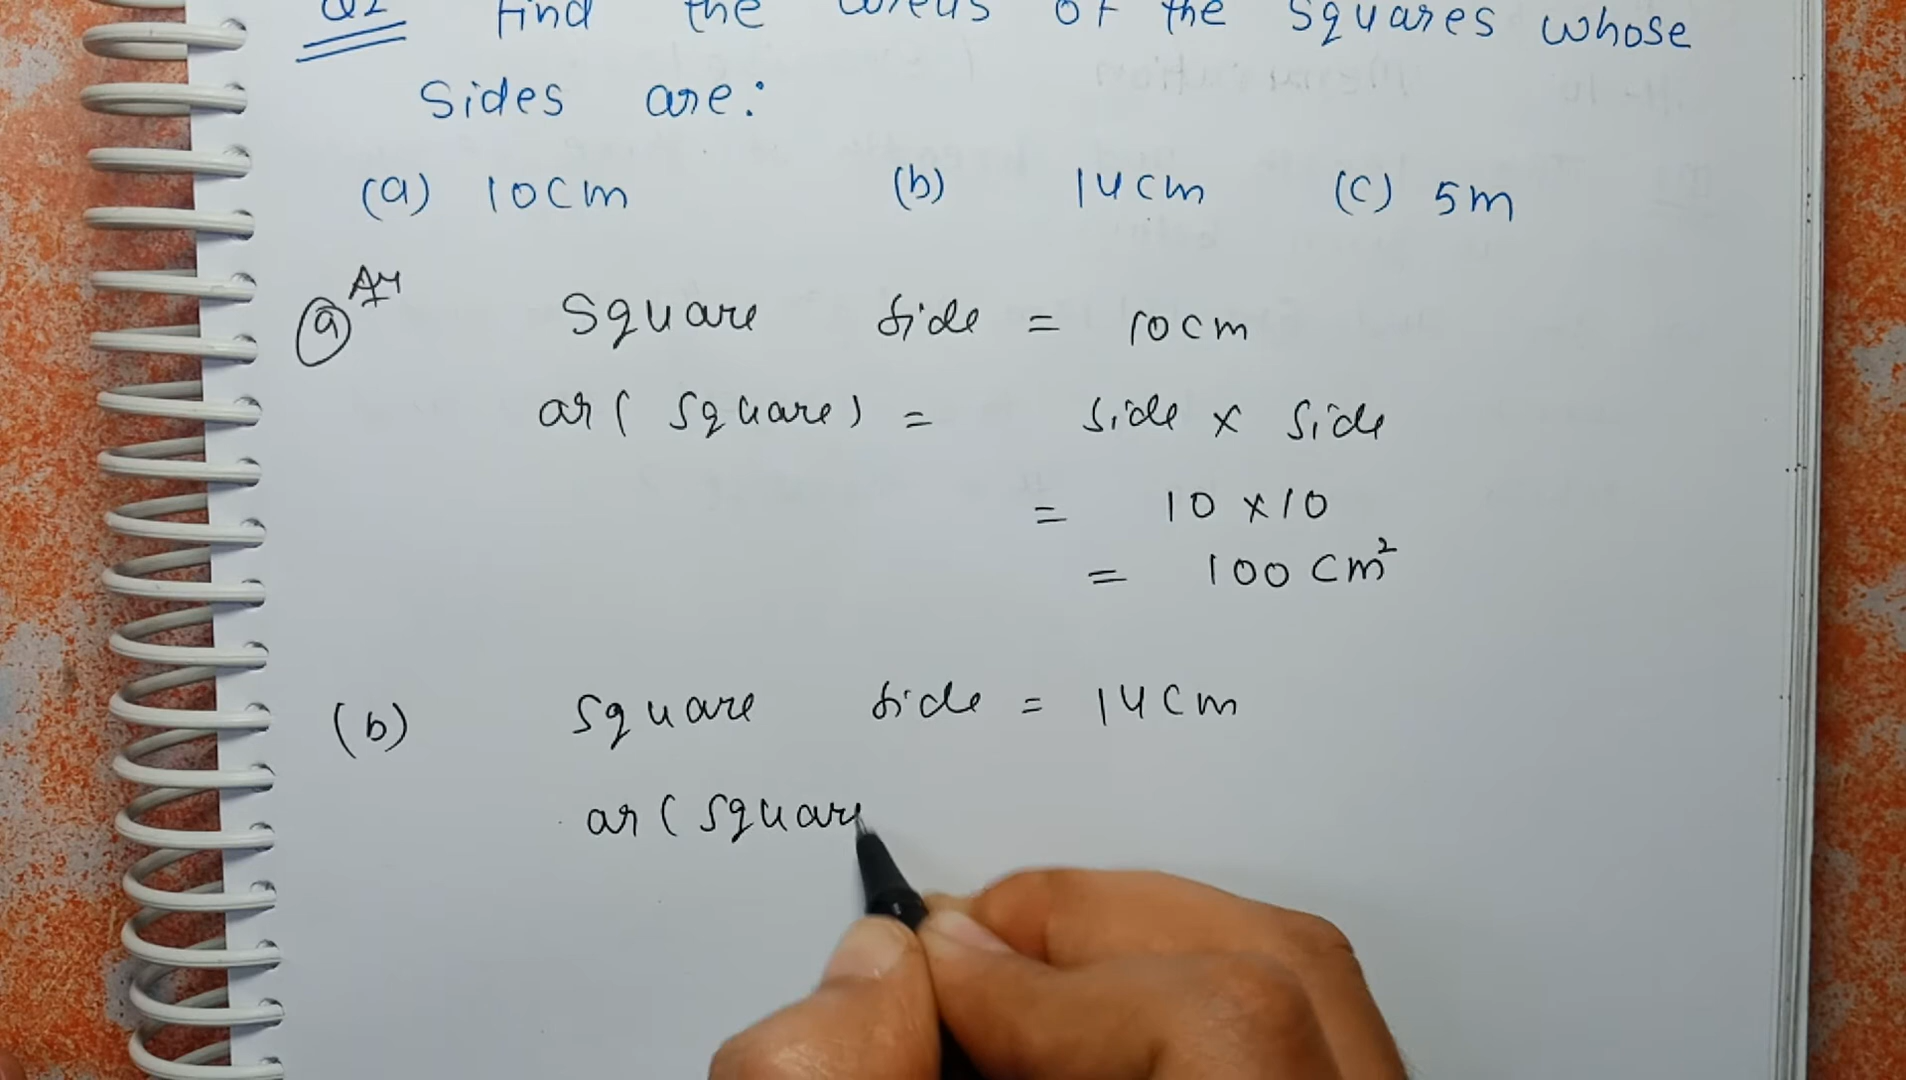 Q2 Find the areas of the squares whose
sides are:
(a) 10cm (b) 14cm (c) 5m
(a) Square side = 10cm
ar( square) = side x side
= 10 x 10
= 100 cm²
(b) square side = 14cm
ar ( square